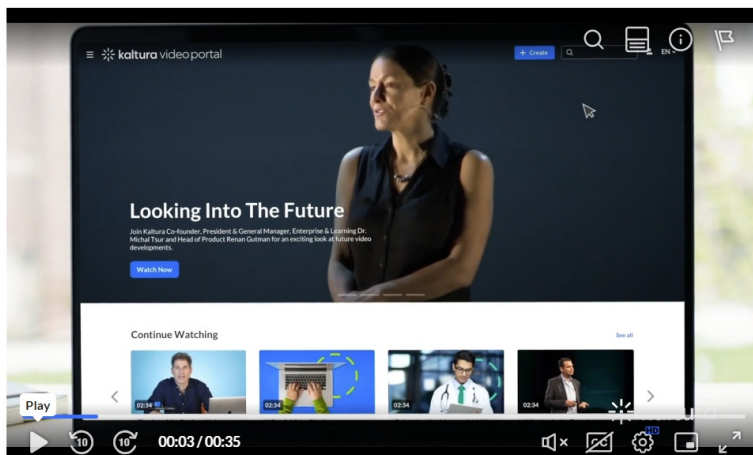 kaltura videoportal
+ Create
EN
Looking Into The Future
Join Kaltura Co-founder, President & General Manager, Enterprise & Learning Dr.
Michal Tsur and Head of Product Renan Gutman for an exciting look at future video
developments.
Watch Now
Continue Watching
See all
02:34
02:34
02:34
02:34
Play
10
10
00:03 / 00:35
CC
HD